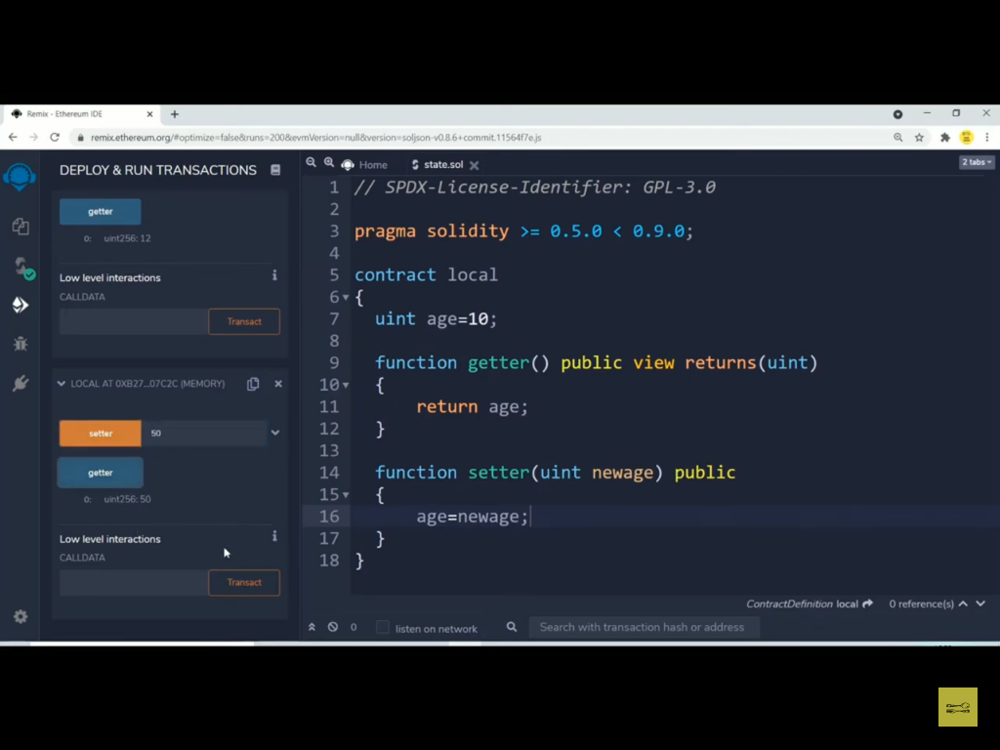 Remix - Ethereum IDE
remix.ethereum.org/#optimize=false&runs=200&evmVersion=null&version=soljson-v0.8.6+commit.11564f7e.js
DEPLOY & RUN TRANSACTIONS
getter
0: uint256: 12
Low level interactions
CALLDATA
Transact
LOCAL AT 0XB27...07C2C (MEMORY)
setter 50
getter
0: uint256: 50
Low level interactions
CALLDATA
Transact
Home state.sol 2 tabs
1 // SPDX-License-Identifier: GPL-3.0
2
3 pragma solidity >= 0.5.0 < 0.9.0;
4
5 contract local
6 {
7 uint age=10;
8
9 function getter() public view returns(uint)
10 {
11 return age;
12 }
13
14 function setter(uint newage) public
15 {
16 age=newage;
17 }
18 }
ContractDefinition local 0 reference(s)
0 listen on network Search with transaction hash or address